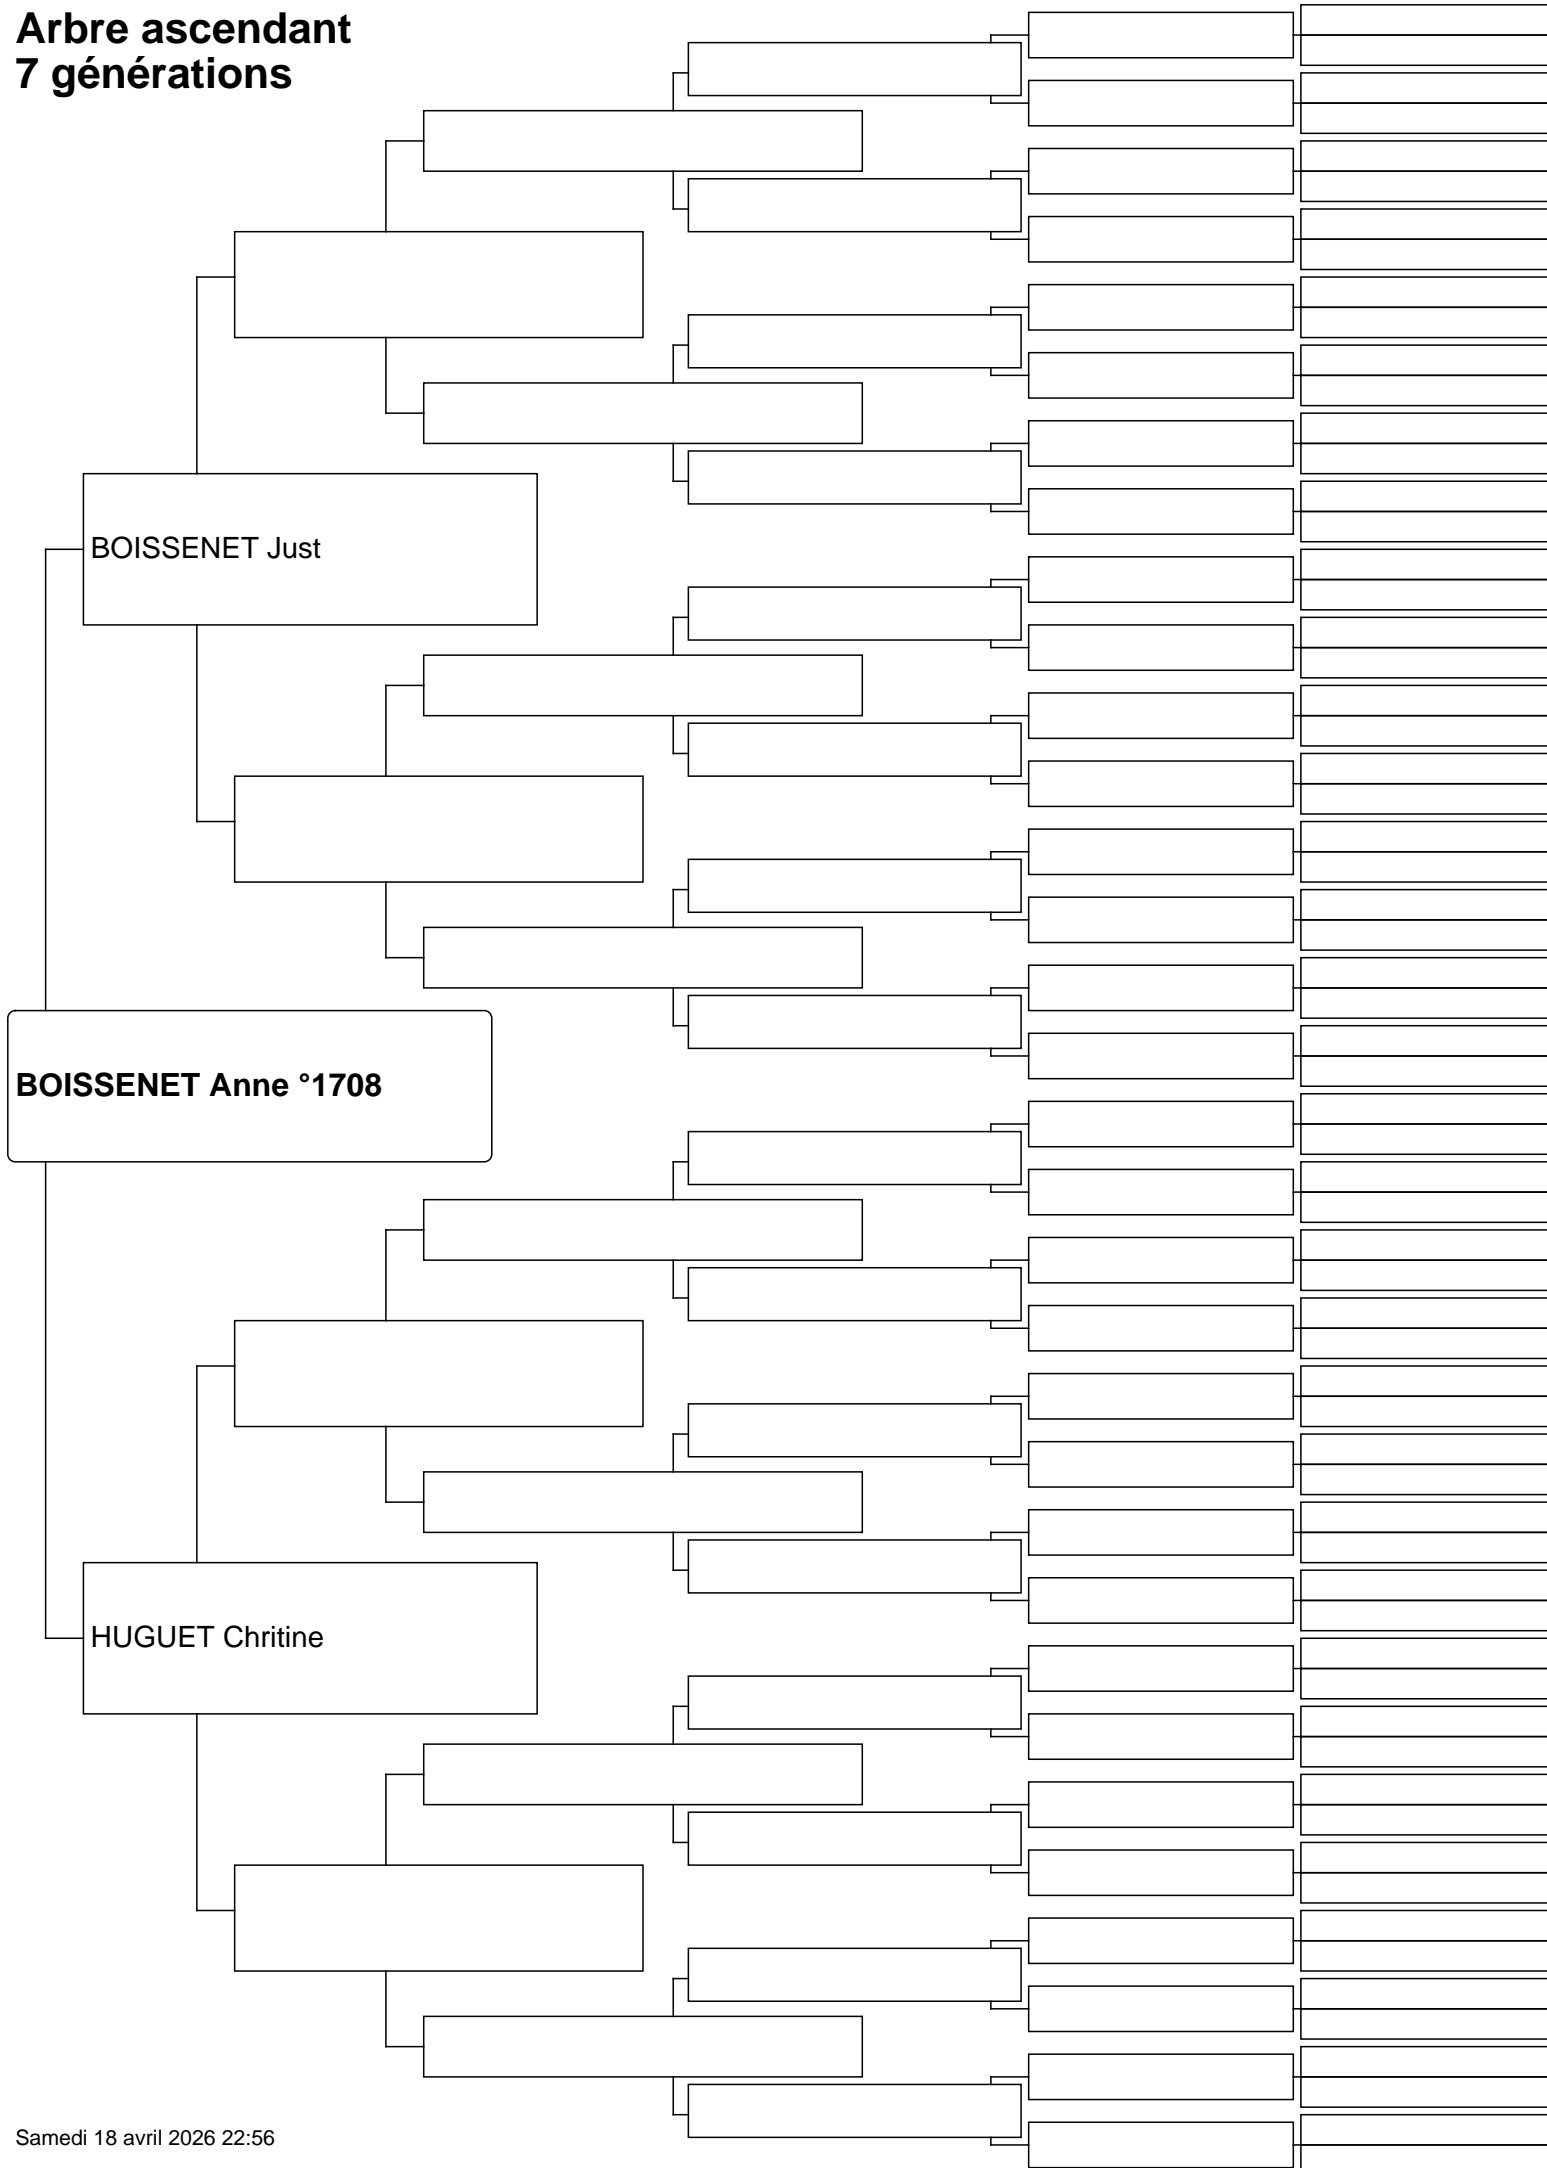 Arbre ascendant
7 générations
BOISSENET Just
BOISSENET Anne °1708
HUGUET Chritine
Samedi 18 avril 2026 22:56